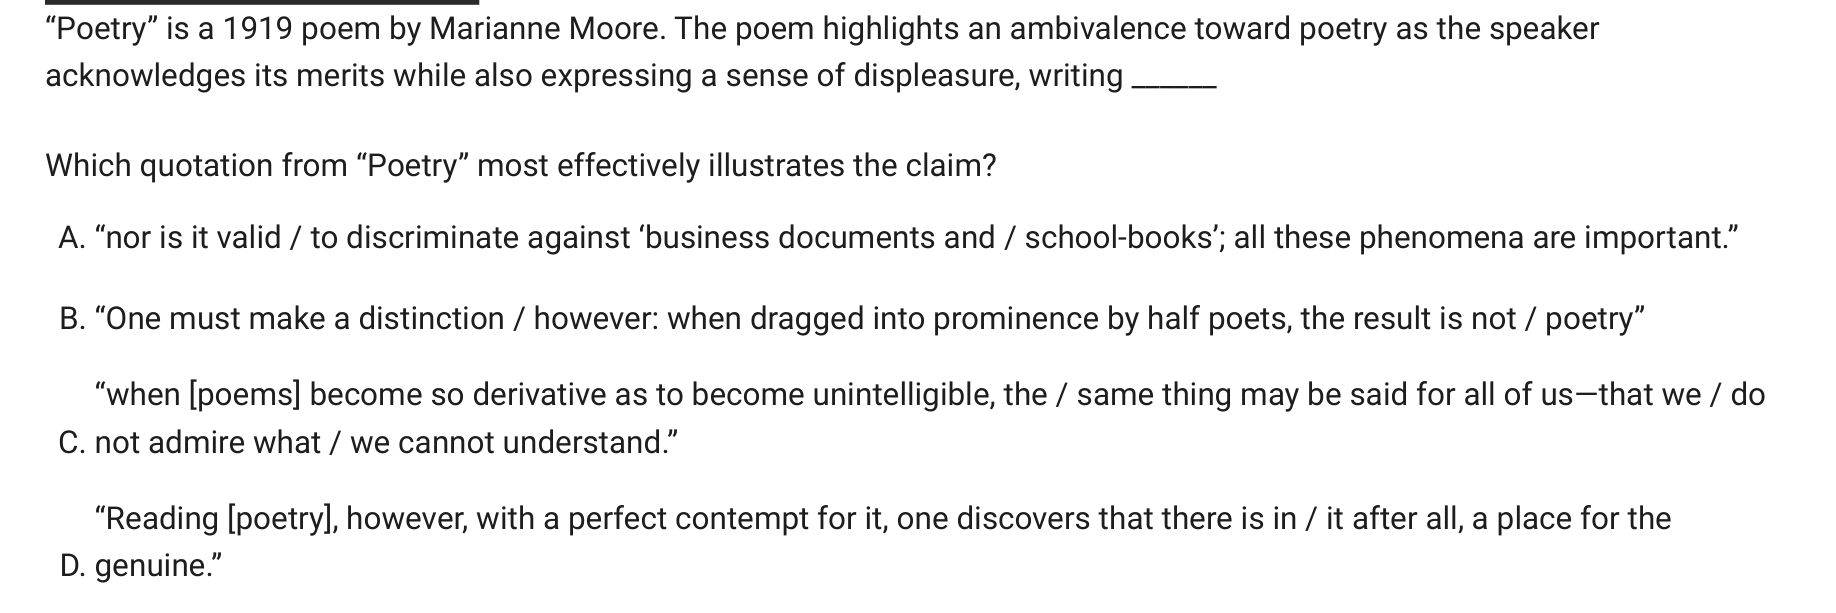 “Poetry” is a 1919 poem by Marianne Moore. The poem highlights an ambivalence toward poetry as the speaker
acknowledges its merits while also expressing a sense of displeasure, writing ______
Which quotation from “Poetry” most effectively illustrates the claim?
A. “nor is it valid / to discriminate against ‘business documents and / school-books’; all these phenomena are important.”
B. “One must make a distinction / however: when dragged into prominence by half poets, the result is not / poetry”
“when [poems] become so derivative as to become unintelligible, the / same thing may be said for all of us—that we / do
C. not admire what / we cannot understand.”
“Reading [poetry], however, with a perfect contempt for it, one discovers that there is in / it after all, a place for the
D. genuine.”